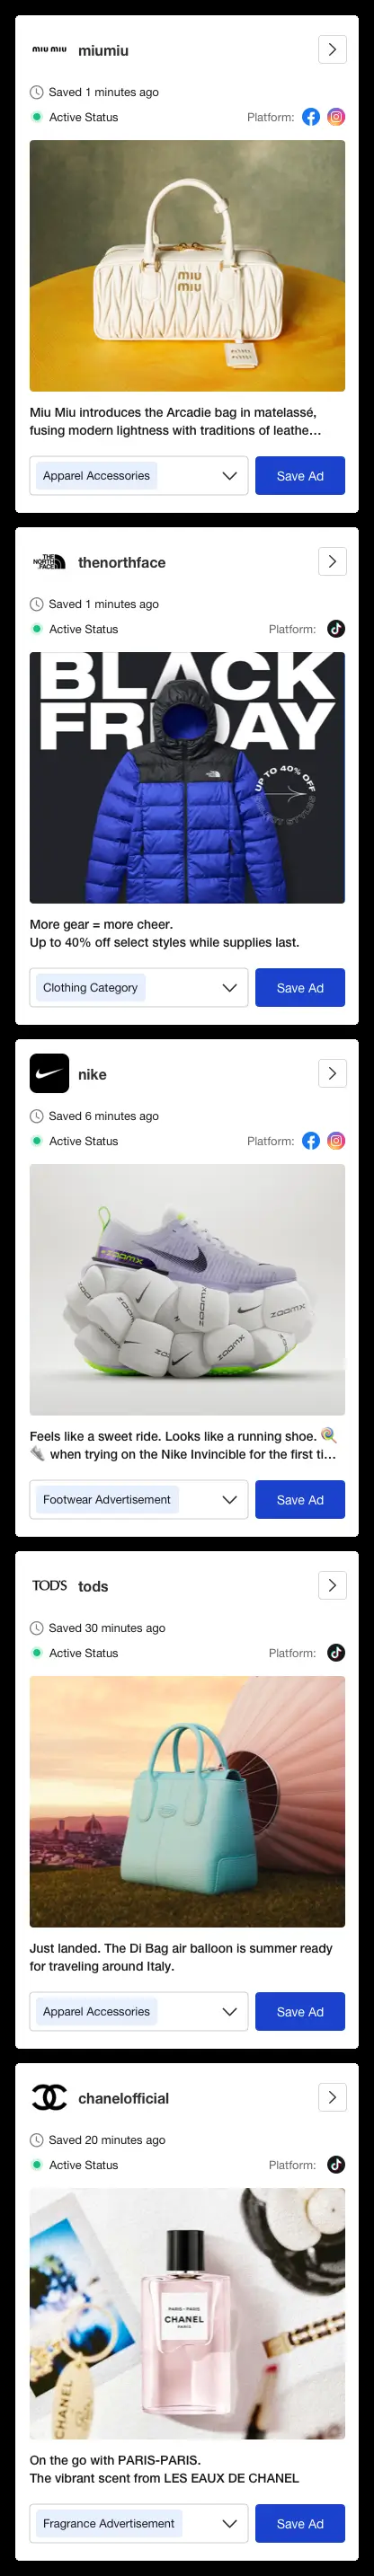 MIU MIU miumiu
Saved 1 minutes ago
Active Status Platform:
MIU
MIU
Miu Miu introduces the Arcadie bag in matelassé,
fusing modern lightness with traditions of leathe...
Apparel Accessories Save Ad
THE
NORTH
FACE
thenorthface
Saved 1 minutes ago
Active Status Platform:
BLACK
FRIDAY
UP TO 40% OFF
SELECT STYLES
More gear = more cheer.
Up to 40% off select styles while supplies last.
Clothing Category Save Ad
nike
Saved 6 minutes ago
Active Status Platform:
ZOOMX
ZOOMX
ZOOMX
ZOOMX
ZOOMX
Feels like a sweet ride. Looks like a running shoe. 🍭
👟 when trying on the Nike Invincible for the first ti...
Footwear Advertisement Save Ad
TOD'S tods
Saved 30 minutes ago
Active Status Platform:
Just landed. The Di Bag air balloon is summer ready
for traveling around Italy.
Apparel Accessories Save Ad
chanelofficial
Saved 20 minutes ago
Active Status Platform:
PARIS–PARIS
CHANEL
PARIS
CHANEL
On the go with PARIS-PARIS.
The vibrant scent from LES EAUX DE CHANEL
Fragrance Advertisement Save Ad